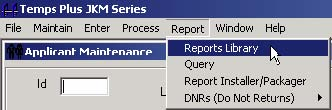 Temps Plus JKM Series
File Maintain Enter Process Report Window Help
Reports Library
Applicant Maintenance
Query
Id
Report Installer/Packager
DNRs (Do Not Returns)